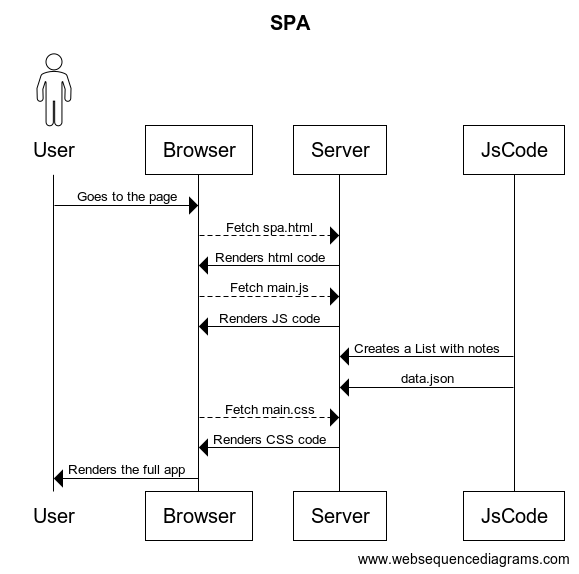 SPA
User
Browser
Server
JsCode
Goes to the page
Fetch spa.html
Renders html code
Fetch main.js
Renders JS code
Creates a List with notes
data.json
Fetch main.css
Renders CSS code
Renders the full app
User
Browser
Server
JsCode
www.websequencediagrams.com